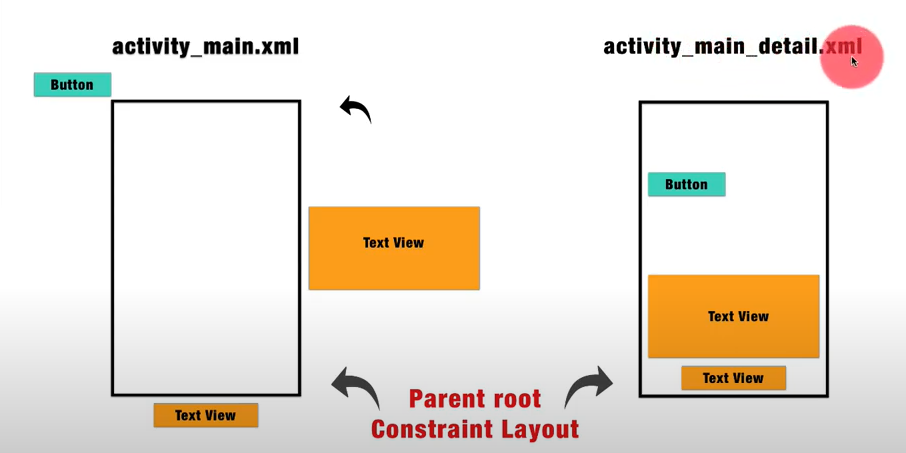 activity_main.xml
activity_main_detail.xml
Button
Button
Text View
Text View
Text View
Text View
Parent root
Constraint Layout